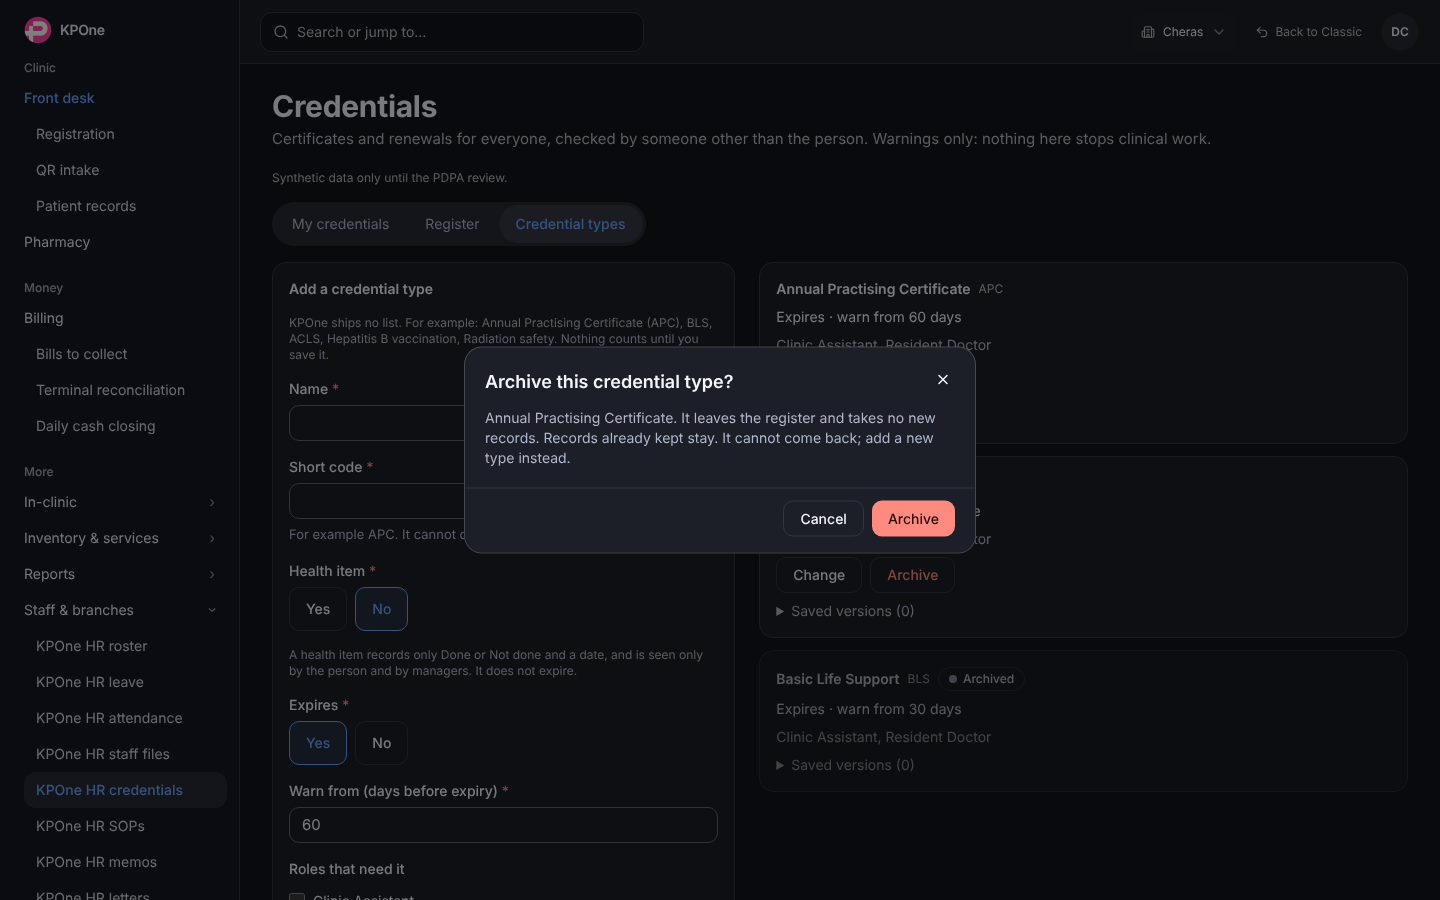 KPOne
Search or jump to...
Cheras
Back to Classic
DC
Clinic
Front desk
Registration
QR intake
Patient records
Pharmacy
Money
Billing
Bills to collect
Terminal reconciliation
Daily cash closing
More
In-clinic
Inventory & services
Reports
Staff & branches
KPOne HR roster
KPOne HR leave
KPOne HR attendance
KPOne HR staff files
KPOne HR credentials
KPOne HR SOPs
KPOne HR memos
KPOne HR letters
Credentials
Certificates and renewals for everyone, checked by someone other than the person. Warnings only: nothing here stops clinical work.
Synthetic data only until the PDPA review.
My credentials
Register
Credential types
Add a credential type
KPOne ships no list. For example: Annual Practising Certificate (APC), BLS,
ACLS, Hepatitis B vaccination, Radiation safety. Nothing counts until you
save it.
Name *
Short code *
For example APC. It cannot
Health item *
Yes
No
A health item records only Done or Not done and a date, and is seen only
by the person and by managers. It does not expire.
Expires *
Yes
No
Warn from (days before expiry) *
60
Roles that need it
Clinic Assistant
Annual Practising Certificate APC
Expires · warn from 60 days
Clinic Assistant, Resident Doctor
Archive this credential type?
Annual Practising Certificate. It leaves the register and takes no new
records. Records already kept stay. It cannot come back; add a new
type instead.
Cancel
Archive
Change
Archive
Saved versions (0)
Basic Life Support BLS Archived
Expires · warn from 30 days
Clinic Assistant, Resident Doctor
Saved versions (0)